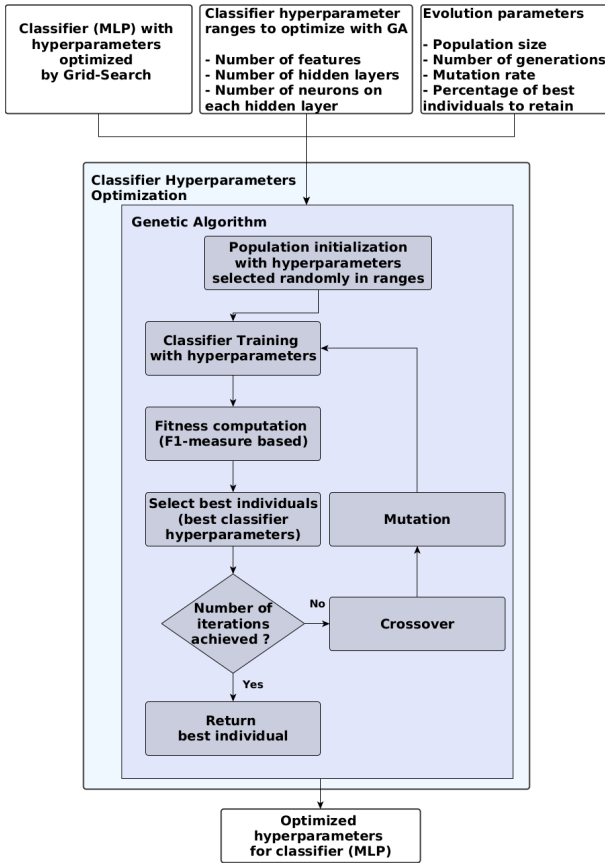 Classifier (MLP) with
hyperparameters
optimized
by Grid-Search
Classifier hyperparameter
ranges to optimize with GA
- Number of features
- Number of hidden layers
- Number of neurons on
each hidden layer
Evolution parameters
- Population size
- Number of generations
- Mutation rate
- Percentage of best
individuals to retain
Classifier Hyperparameters
Optimization
Genetic Algorithm
Population initialization
with hyperparameters
selected randomly in ranges
Classifier Training
with hyperparameters
Fitness computation
(F1-measure based)
Select best individuals
(best classifier
hyperparameters)
Mutation
Number of
iterations
achieved ?
No
Crossover
Yes
Return
best individual
Optimized
hyperparameters
for classifier (MLP)